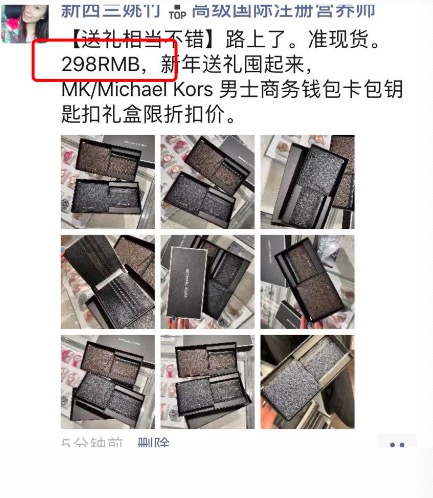 新西三姚竹 TOP 高级国际注册营养师
【送礼相当不错】路上了。准现货。
298RMB，新年送礼囤起来，
MK/Michael Kors 男士商务钱包卡包钥
匙扣礼盒限折扣价。
MICHAEL KORS
5分钟前 删除